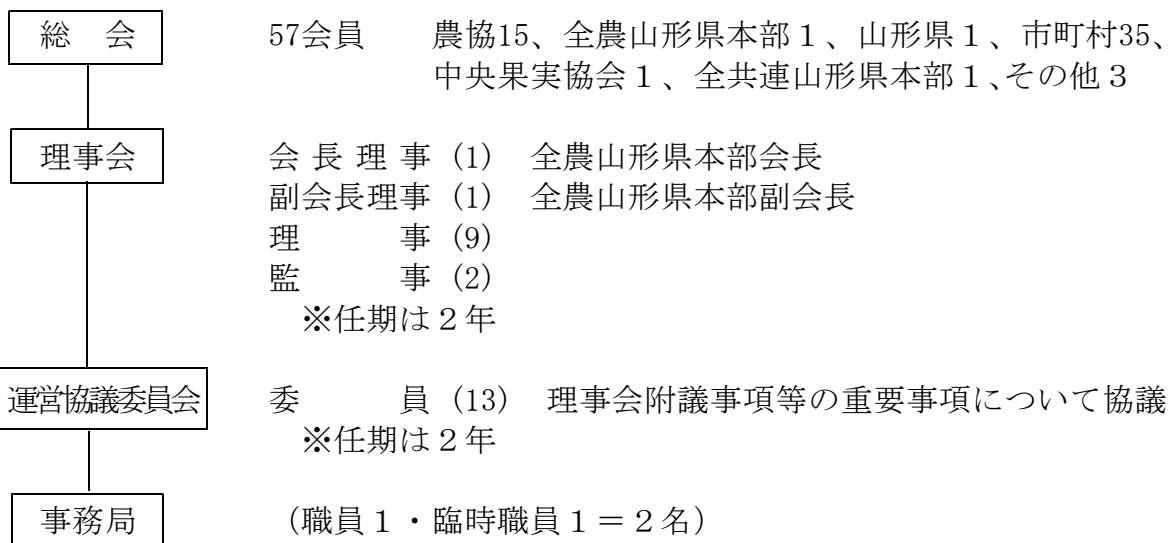 総　会　57会員　農協15、全農山形県本部１、山形県１、市町村35、
中央果実協会１、全共連山形県本部１、その他３
理事会　会長理事 (1)　全農山形県本部会長
副会長理事 (1)　全農山形県本部副会長
理　　事 (9)
監　　事 (2)
※任期は２年
運営協議委員会　委　　員 (13)　理事会附議事項等の重要事項について協議
※任期は２年
事務局　（職員１・臨時職員１＝２名）